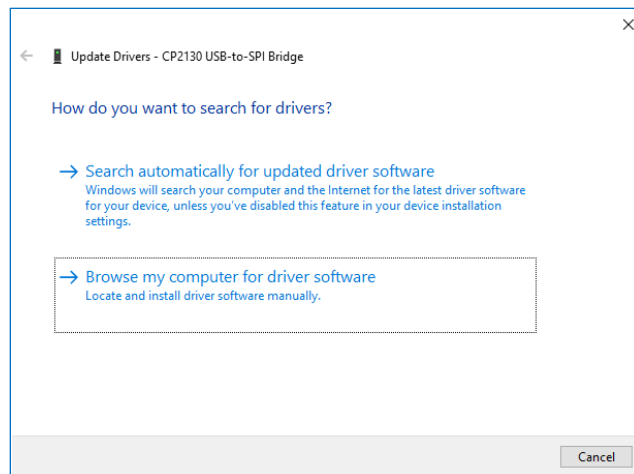 Update Drivers - CP2130 USB-to-SPI Bridge
How do you want to search for drivers?
Search automatically for updated driver software
Windows will search your computer and the Internet for the latest driver software
for your device, unless you've disabled this feature in your device installation
settings.
Browse my computer for driver software
Locate and install driver software manually.
Cancel